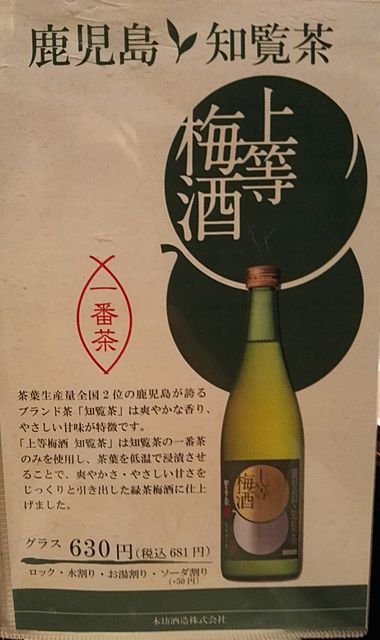 鹿児島 知覧茶
上等
梅酒
一番茶
茶葉生産量全国2位の鹿児島が誇る
ブランド茶「知覧茶」は爽やかな香り、
やさしい甘味が特徴です。
「上等梅酒 知覧茶」は知覧茶の一番茶
のみを使用し、茶葉を低温で浸漬させ
ることで、爽やかさ・やさしい甘さを
じっくりと引き出した緑茶梅酒に仕上
げました。
上等
梅酒
グラス 630円(税込681円)
ロック・水割り・お湯割り・ソーダ割り
(+50円)
本坊酒造株式会社